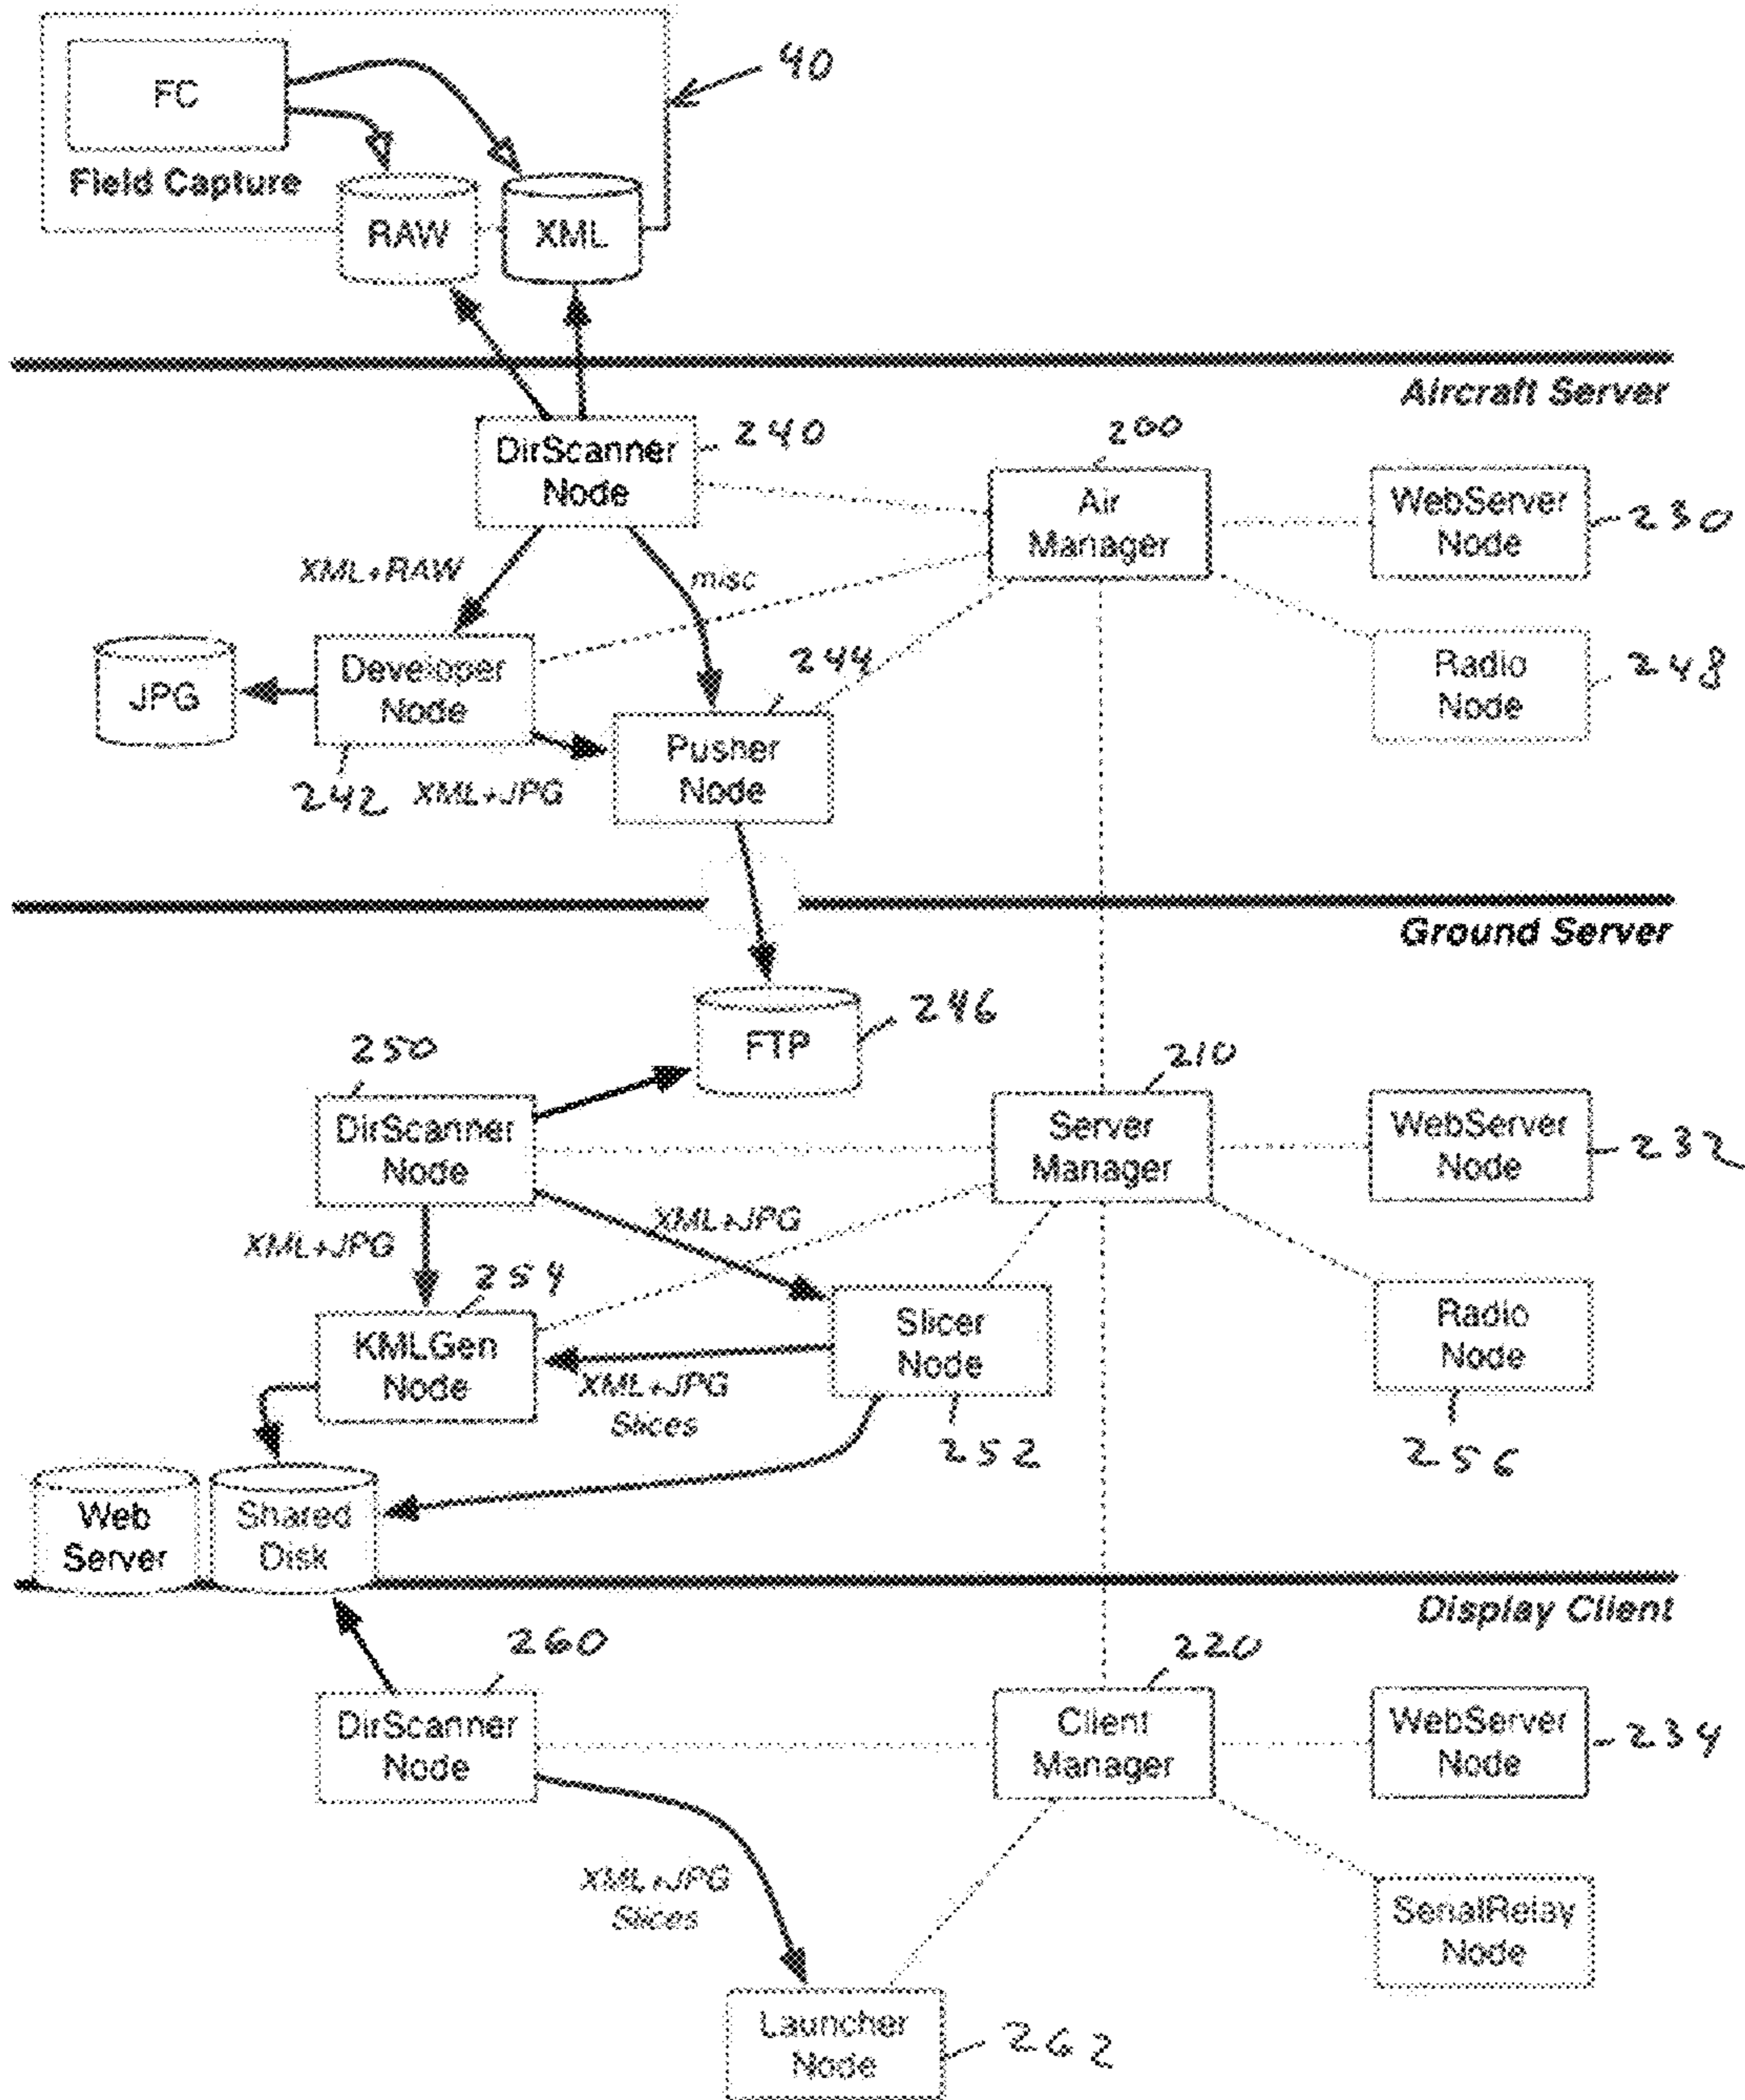 40
FC
Field Capture
RAW
XML
Aircraft Server
DirScanner
Node
240
200
Air
Manager
WebServer
Node
230
XML+RAW
misc
JPG
Developer
Node
242
XML+JPG
244
Pusher
Node
Radio
Node
248
Ground Server
FTP
246
250
DirScanner
Node
210
Server
Manager
WebServer
Node
232
XML+JPG
XML+JPG
254
KMLGen
Node
XML+JPG
Slices
Slicer
Node
252
Radio
Node
256
Web
Server
Shared
Disk
Display Client
260
DirScanner
Node
220
Client
Manager
WebServer
Node
234
XML+JPG
Slices
SerialRelay
Node
Launcher
Node
262